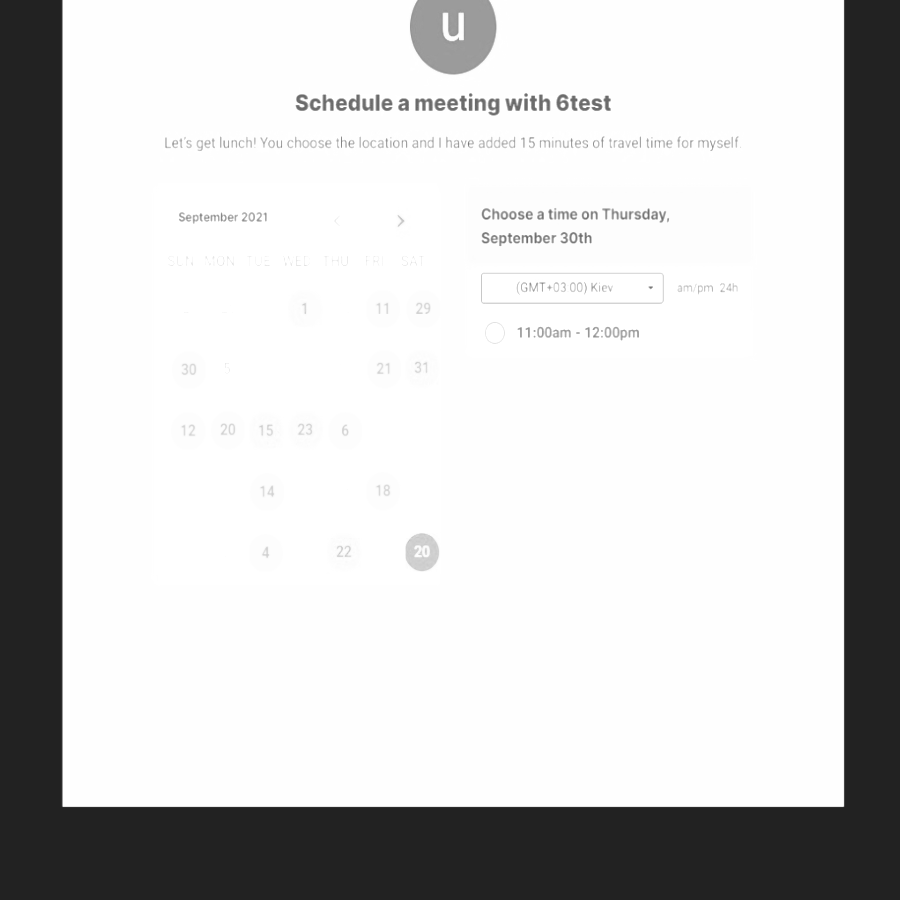 u
Schedule a meeting with 6test
Let's get lunch! You choose the location and I have added 15 minutes of travel time for myself.
September 2021
SUN MON TUE WED THU FRI SAT
1 11 29
30 5 21 31
12 20 15 23 6
14 18
4 22 20
Choose a time on Thursday,
September 30th
(GMT+03:00) Kiev am/pm 24h
11:00am - 12:00pm